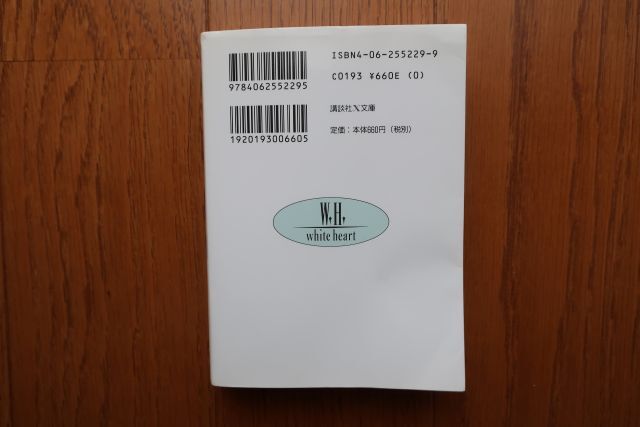 ISBN4-06-255229-9
9784062552295
C0193 ¥660E (0)
講談社X文庫
1920193006605
定価:本体660円(税別)
W.H.
white heart